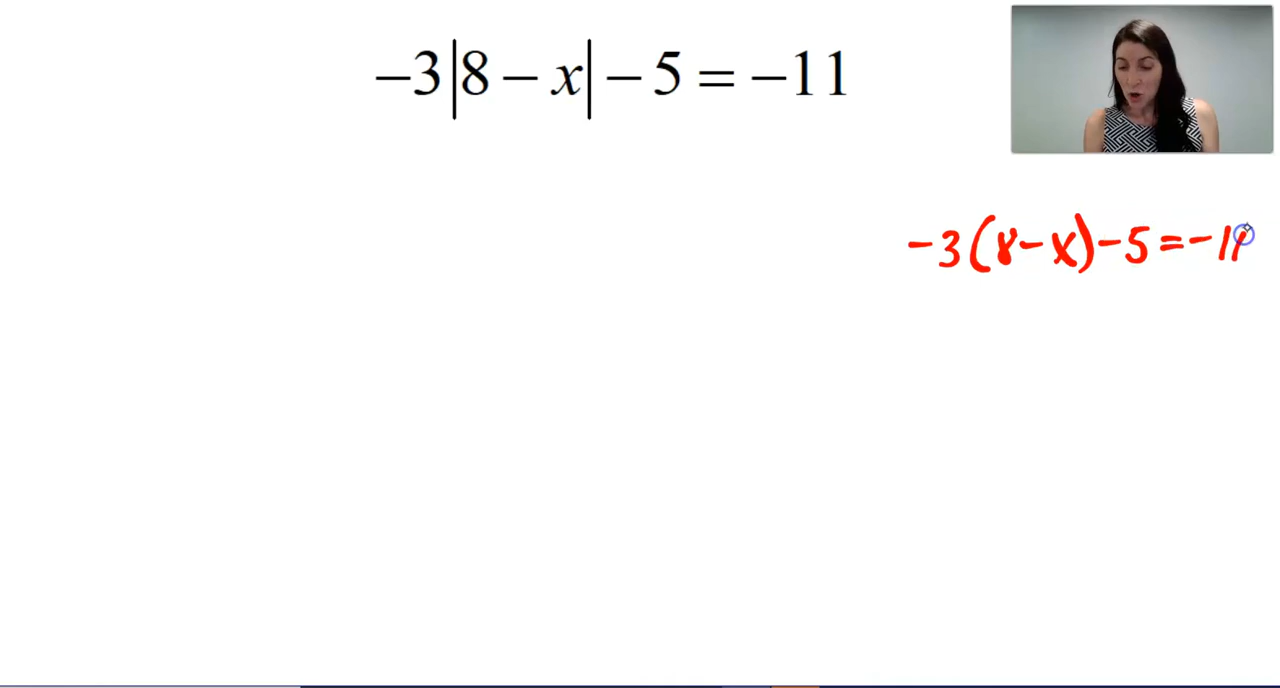 −3|8 − x| − 5 = −11
-3(8-x)-5=-11